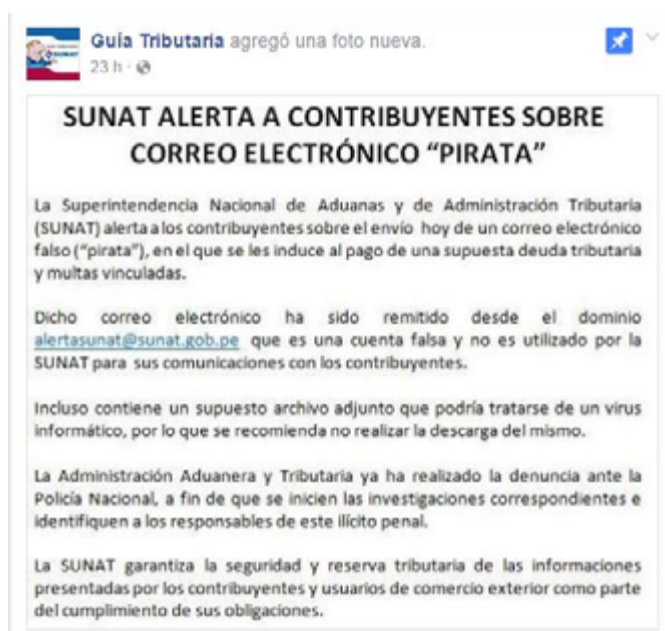 Guía Tributaria agregó una foto nueva.
23 h ·
SUNAT ALERTA A CONTRIBUYENTES SOBRE
CORREO ELECTRÓNICO “PIRATA”
La Superintendencia Nacional de Aduanas y de Administración Tributaria
(SUNAT) alerta a los contribuyentes sobre el envío hoy de un correo electrónico
falso (“pirata”), en el que se les induce al pago de una supuesta deuda tributaria
y multas vinculadas.
Dicho correo electrónico ha sido remitido desde el dominio
alertasunat@sunat.gob.pe que es una cuenta falsa y no es utilizado por la
SUNAT para sus comunicaciones con los contribuyentes.
Incluso contiene un supuesto archivo adjunto que podría tratarse de un virus
informático, por lo que se recomienda no realizar la descarga del mismo.
La Administración Aduanera y Tributaria ya ha realizado la denuncia ante la
Policía Nacional, a fin de que se inicien las investigaciones correspondientes e
identifiquen a los responsables de este ilícito penal.
La SUNAT garantiza la seguridad y reserva tributaria de las informaciones
presentadas por los contribuyentes y usuarios de comercio exterior como parte
del cumplimiento de sus obligaciones.